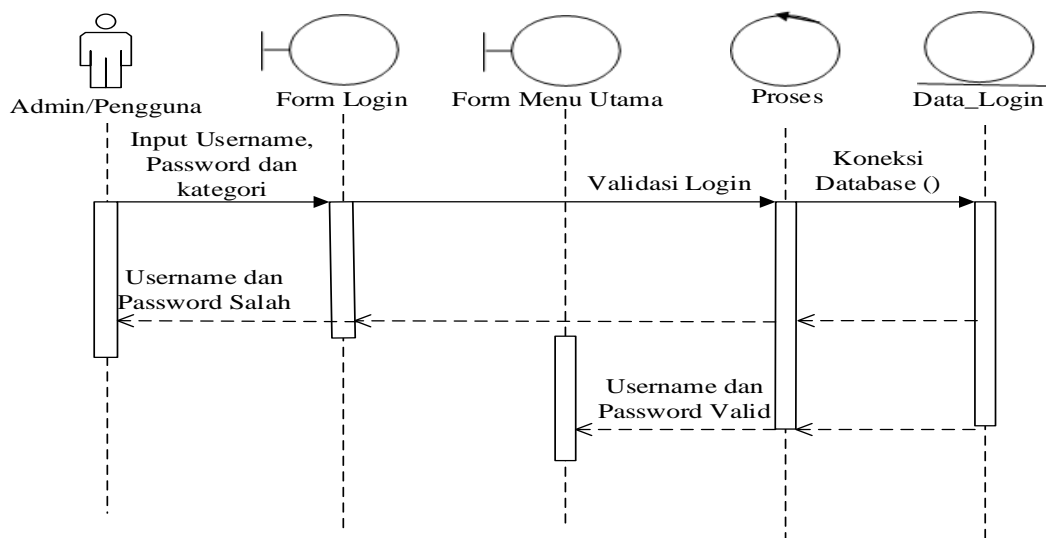 Admin/Pengguna
Form Login
Form Menu Utama
Proses
Data_Login
Input Username,
Password dan
kategori
Validasi Login
Koneksi
Database ()
Username dan
Password Salah
Username dan
Password Valid